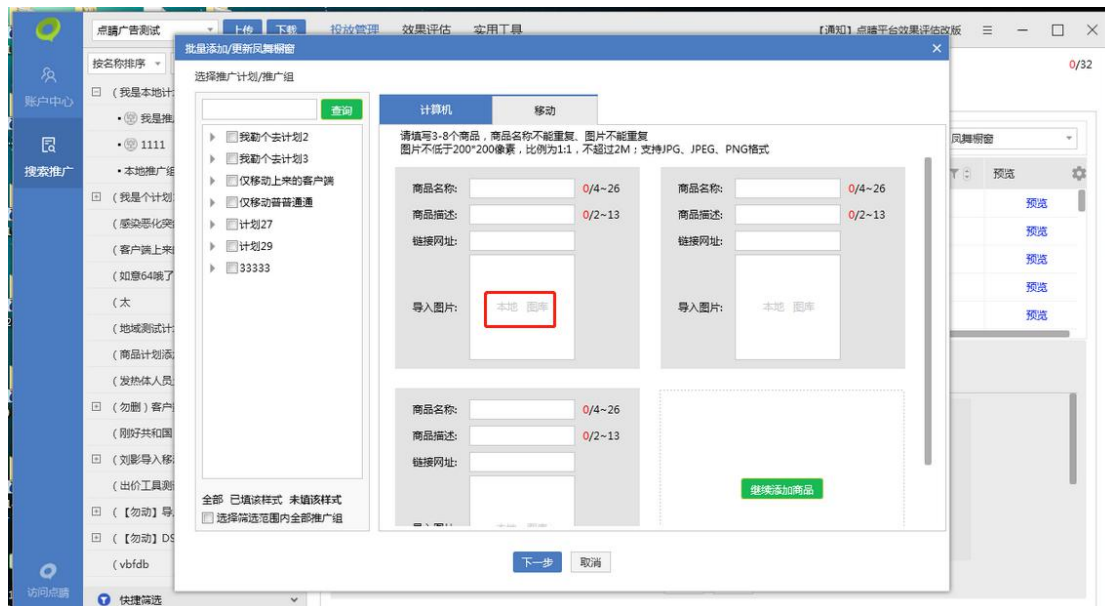 点睛广告测试
上传
下载
投放管理
效果评估
实用工具
【通知】点睛平台效果评估改版
账户中心
搜索推广
访问点睛
按名称排序
0/32
(我是本地计
• 我是推
• 1111
• 本地推广组
(我是个计划
(感染恶化突
(客户端上来
(如意64哦了
(太
(地域测试计
(商品计划添
(发热体人员
(勿删)客户
(刚好共和国
(刘影导入移
(出价工具测
(【勿动】导
(【勿动】DS
(vbfdb
快捷筛选
凤舞橱窗
预览
预览
预览
预览
预览
预览
批量添加/更新凤舞橱窗
选择推广计划/推广组
查询
我勒个去计划2
我勒个去计划3
仅移动上来的客户端
仅移动普普通通
计划27
计划29
33333
全部 已填该样式 未填该样式
选择筛选范围内全部推广组
计算机
移动
请填写3-8个商品，商品名称不能重复、图片不能重复
图片不低于200*200像素，比例为1:1，不超过2M；支持JPG、JPEG、PNG格式
商品名称: 0/4~26
商品描述: 0/2~13
链接网址:
导入图片: 本地 图库
商品名称: 0/4~26
商品描述: 0/2~13
链接网址:
导入图片: 本地 图库
商品名称: 0/4~26
商品描述: 0/2~13
链接网址:
继续添加商品
下一步
取消